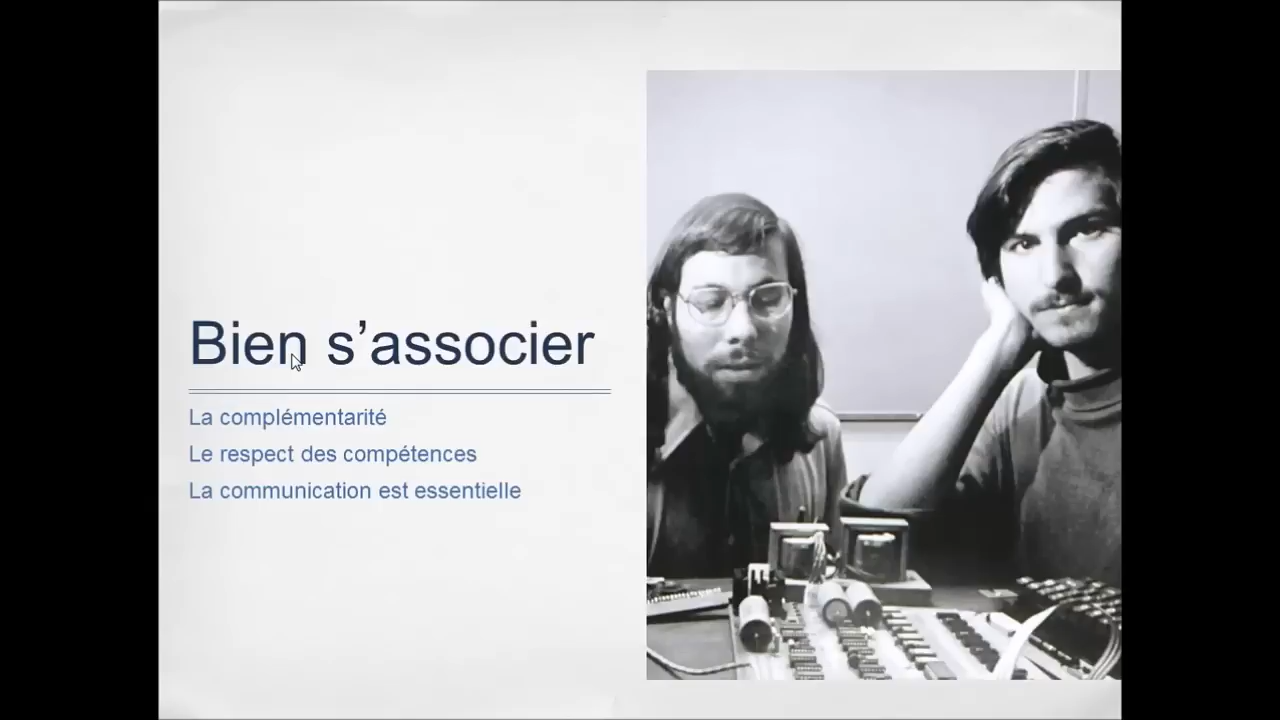 Bien s’associer
La complémentarité
Le respect des compétences
La communication est essentielle